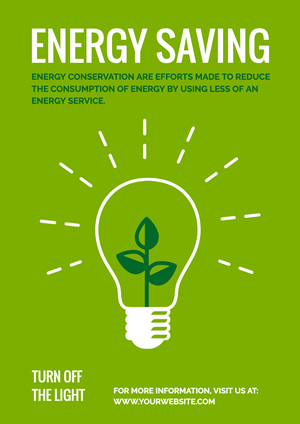 ENERGY SAVING
ENERGY CONSERVATION ARE EFFORTS MADE TO REDUCE
THE CONSUMPTION OF ENERGY BY USING LESS OF AN
ENERGY SERVICE.
TURN OFF
THE LIGHT
FOR MORE INFORMATION, VISIT US AT:
WWW.YOURWEBSITE.COM